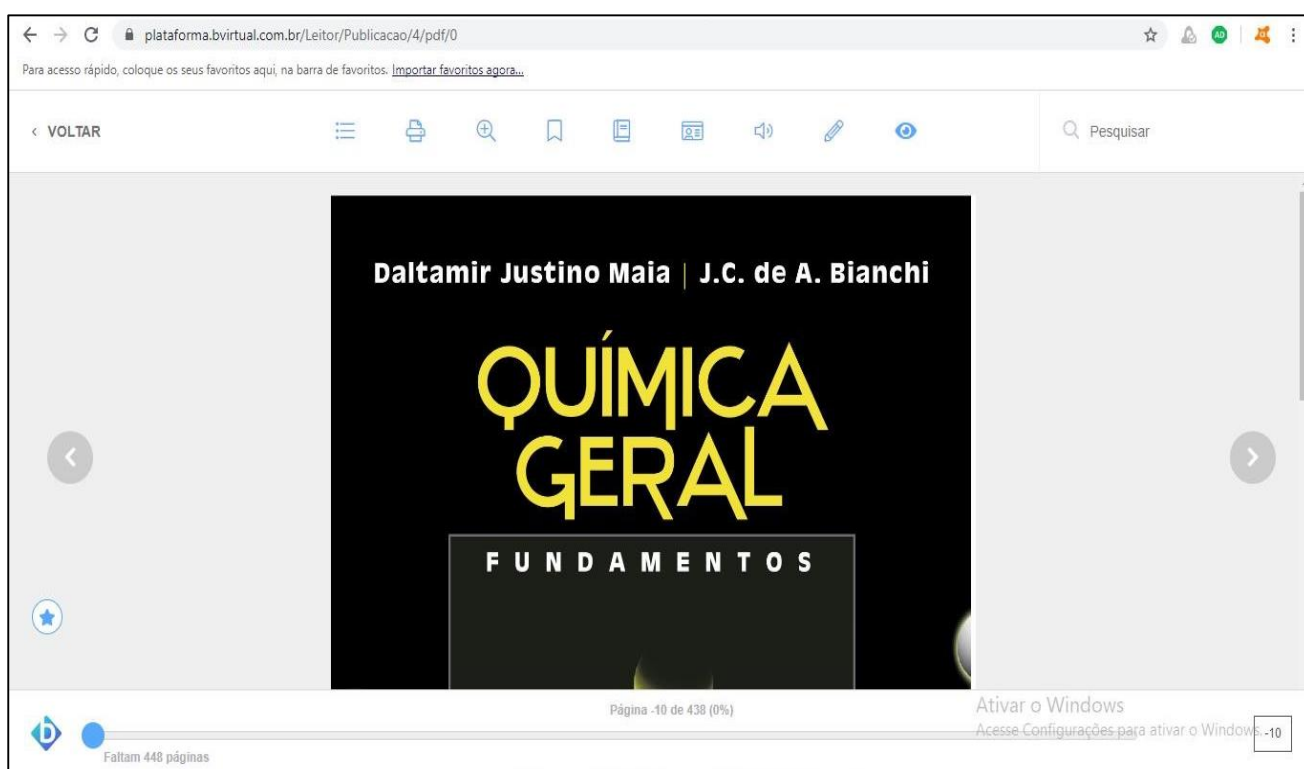 plataforma.bvirtual.com.br/Leitor/Publicacao/4/pdf/0
AD
Para acesso rápido, coloque os seus favoritos aqui, na barra de favoritos. Importar favoritos agora...
VOLTAR
Pesquisar
Daltamir Justino Maia | J.C. de A. Bianchi
QUÍMICA
GERAL
FUNDAMENTOS
Página -10 de 438 (0%)
Ativar o Windows
Acesse Configurações para ativar o Windows.
-10
Faltam 448 páginas